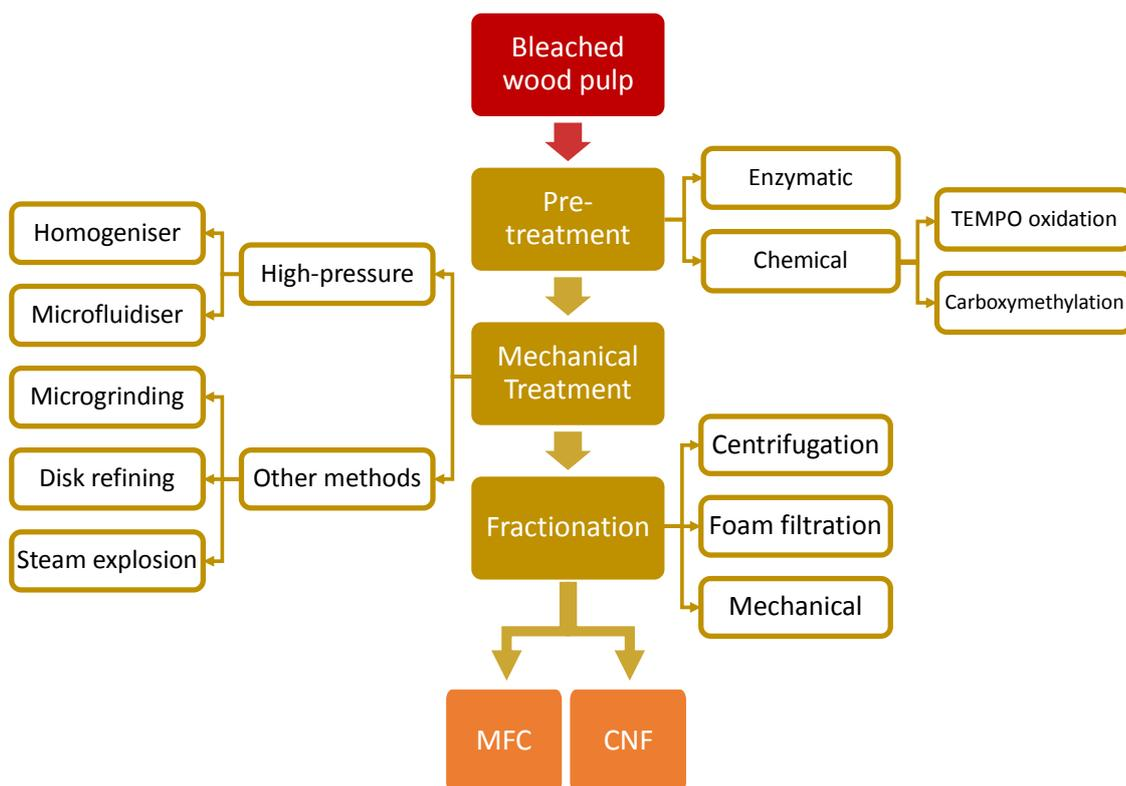 Bleached
wood pulp
Pre-
treatment
Enzymatic
Chemical
TEMPO oxidation
Carboxymethylation
Homogeniser
Microfluidiser
High-pressure
Mechanical
Treatment
Microgrinding
Disk refining
Steam explosion
Other methods
Fractionation
Centrifugation
Foam filtration
Mechanical
MFC
CNF